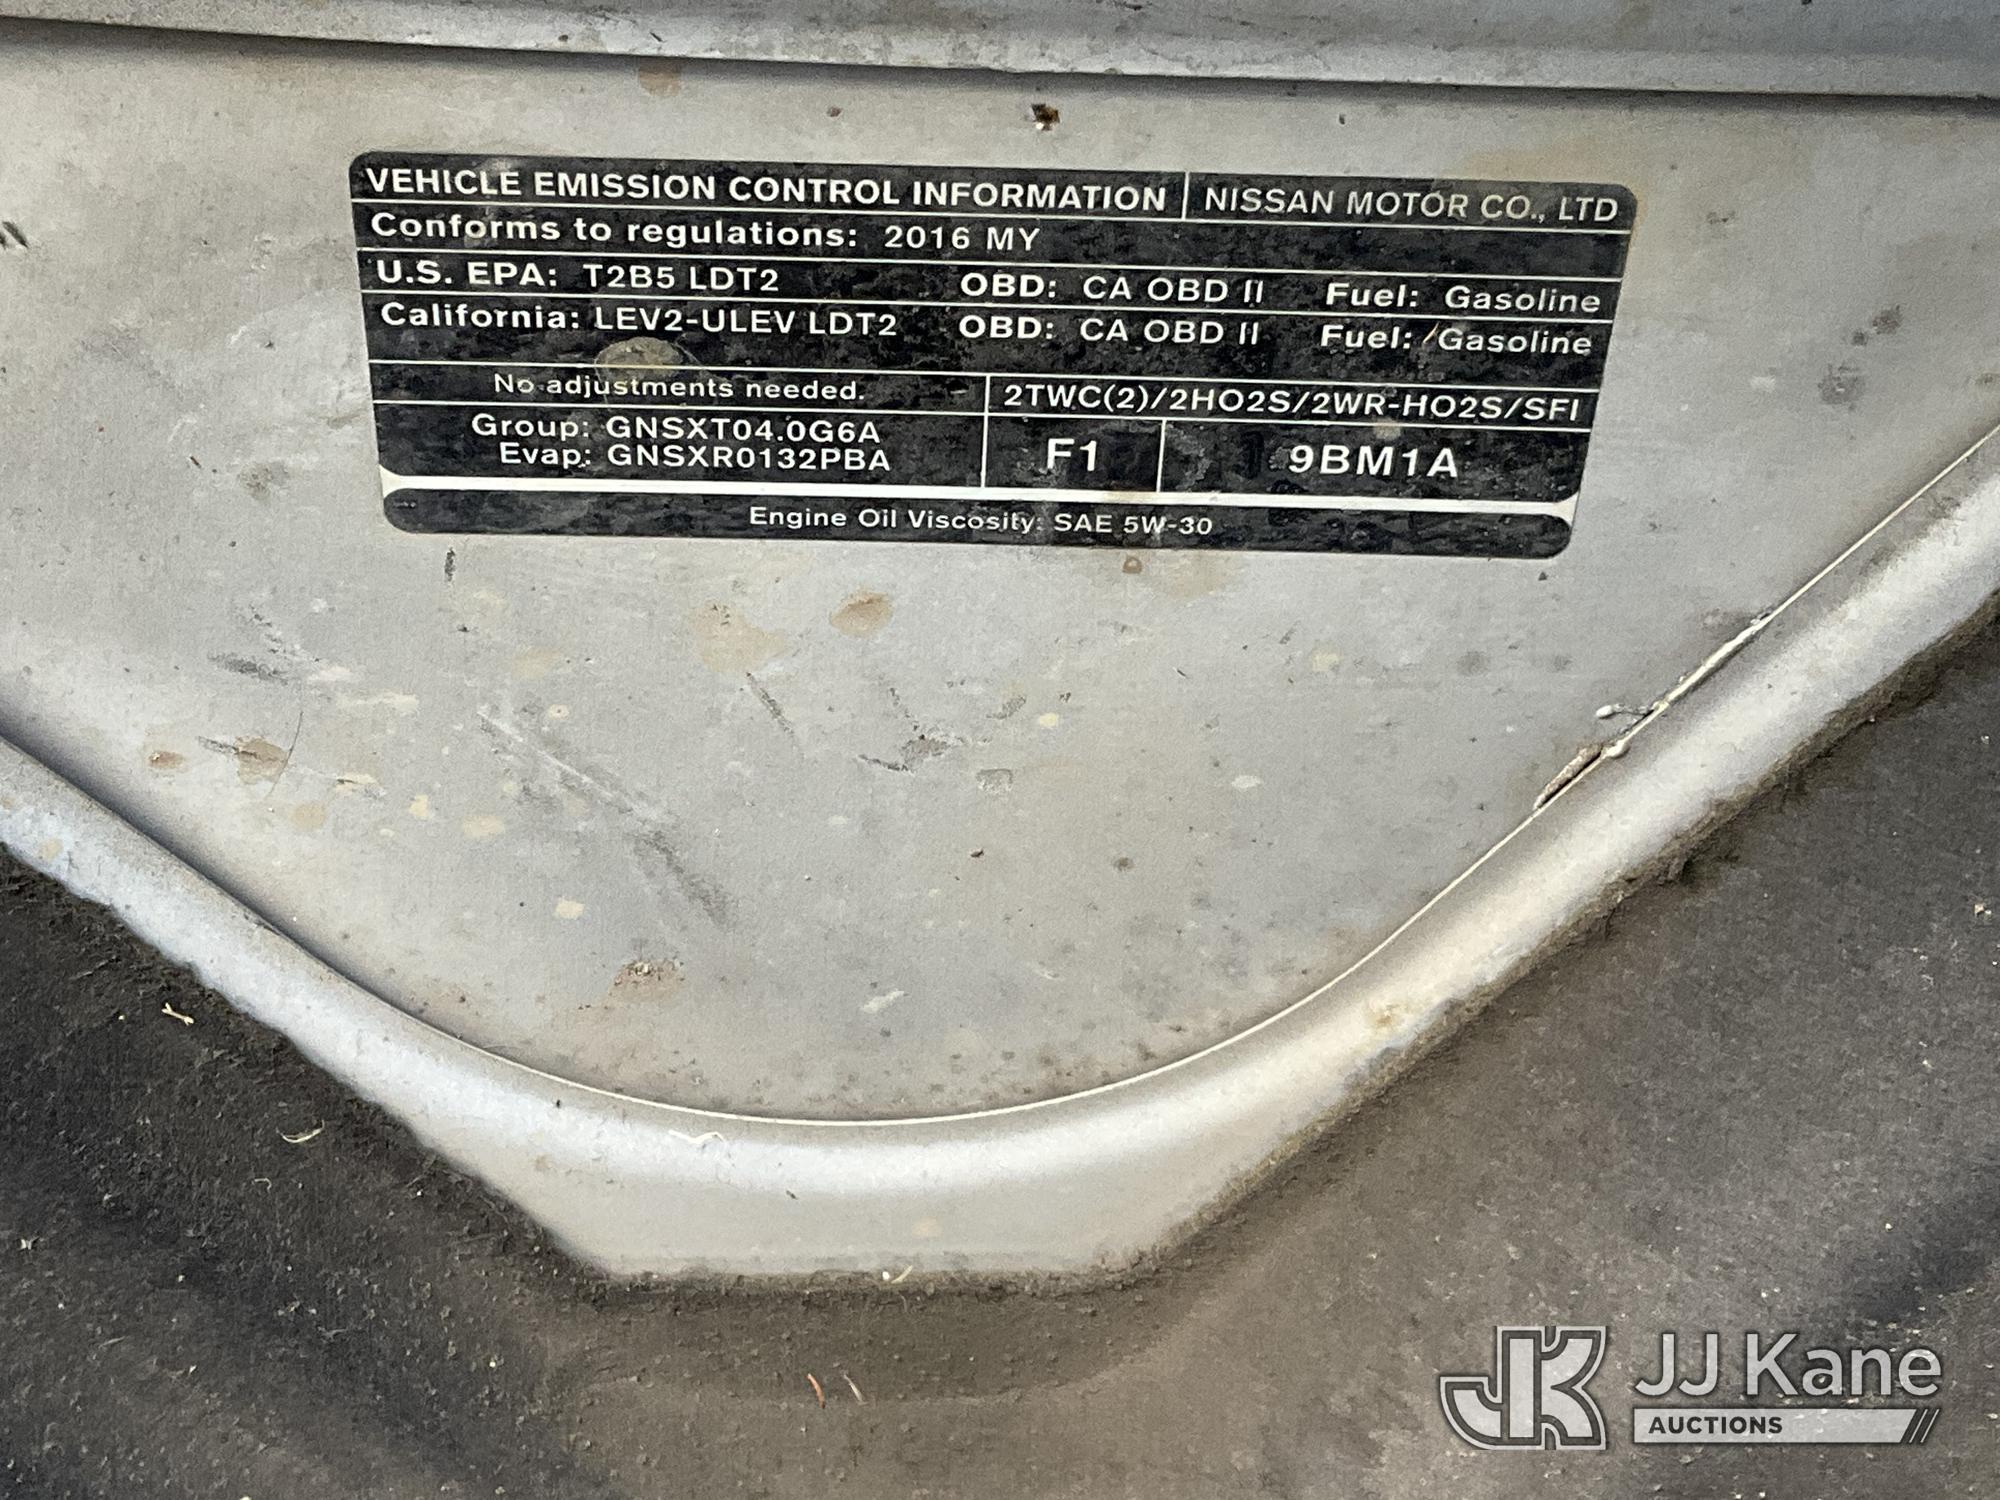 VEHICLE EMISSION CONTROL INFORMATION NISSAN MOTOR CO., LTD
Conforms to regulations: 2016 MY
U.S. EPA: T2B5 LDT2 OBD: CA OBD II Fuel: Gasoline
California: LEV2-ULEV LDT2 OBD: CA OBD II Fuel: Gasoline
No adjustments needed. 2TWC(2)/2HO2S/2WR-HO2S/SFI
Group: GNSXT04.0G6A
Evap: GNSXR0132PBA
F1 9BM1A
Engine Oil Viscosity: SAE 5W-30
JK JJ Kane
AUCTIONS